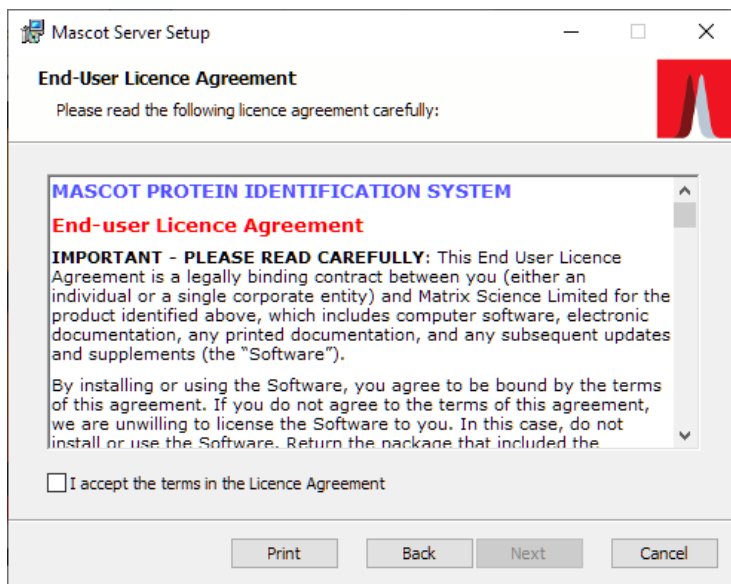 Mascot Server Setup
End-User Licence Agreement
Please read the following licence agreement carefully:
MASCOT PROTEIN IDENTIFICATION SYSTEM
End-user Licence Agreement
IMPORTANT - PLEASE READ CAREFULLY: This End User Licence
Agreement is a legally binding contract between you (either an
individual or a single corporate entity) and Matrix Science Limited for the
product identified above, which includes computer software, electronic
documentation, any printed documentation, and any subsequent updates
and supplements (the “Software”).
By installing or using the Software, you agree to be bound by the terms
of this agreement. If you do not agree to the terms of this agreement,
we are unwilling to license the Software to you. In this case, do not
install or use the Software. Return the package that included the
I accept the terms in the Licence Agreement
Print Back Next Cancel